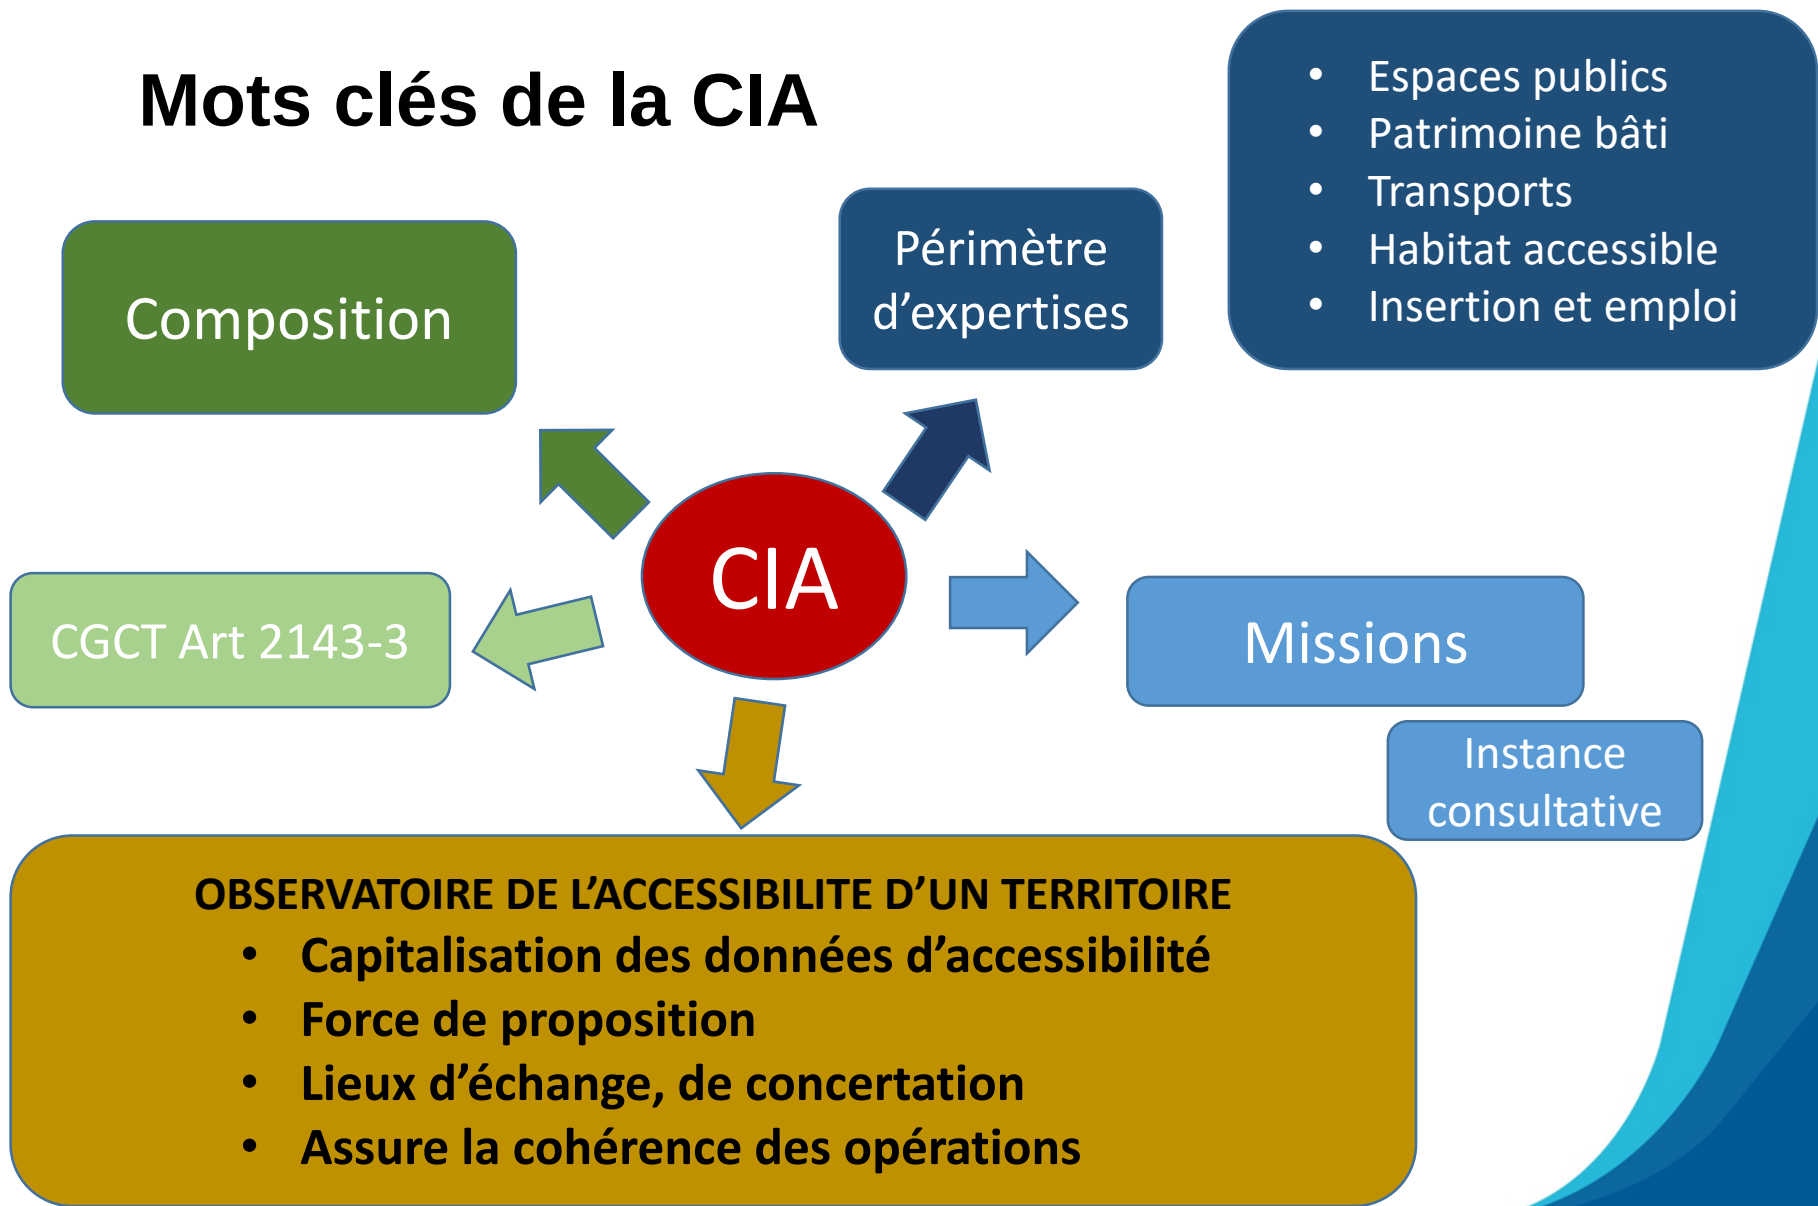 Mots clés de la CIA
• Espaces publics
• Patrimoine bâti
• Transports
• Habitat accessible
• Insertion et emploi
Périmètre
d’expertises
Composition
CIA
CGCT Art 2143-3
Missions
Instance
consultative
OBSERVATOIRE DE L’ACCESSIBILITE D’UN TERRITOIRE
• Capitalisation des données d’accessibilité
• Force de proposition
• Lieux d’échange, de concertation
• Assure la cohérence des opérations